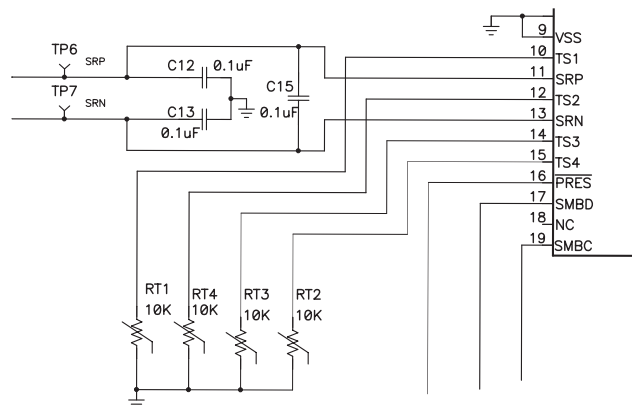 9 VSS
TP6 SRP
10 TS1
C12 0.1uF
11 SRP
C15
TP7 SRN
12 TS2
C13
0.1uF
0.1uF
13 SRN
14 TS3
15 TS4
16 PRES
17 SMBD
18 NC
19 SMBC
RT1
10K
RT4
10K
RT3
10K
RT2
10K